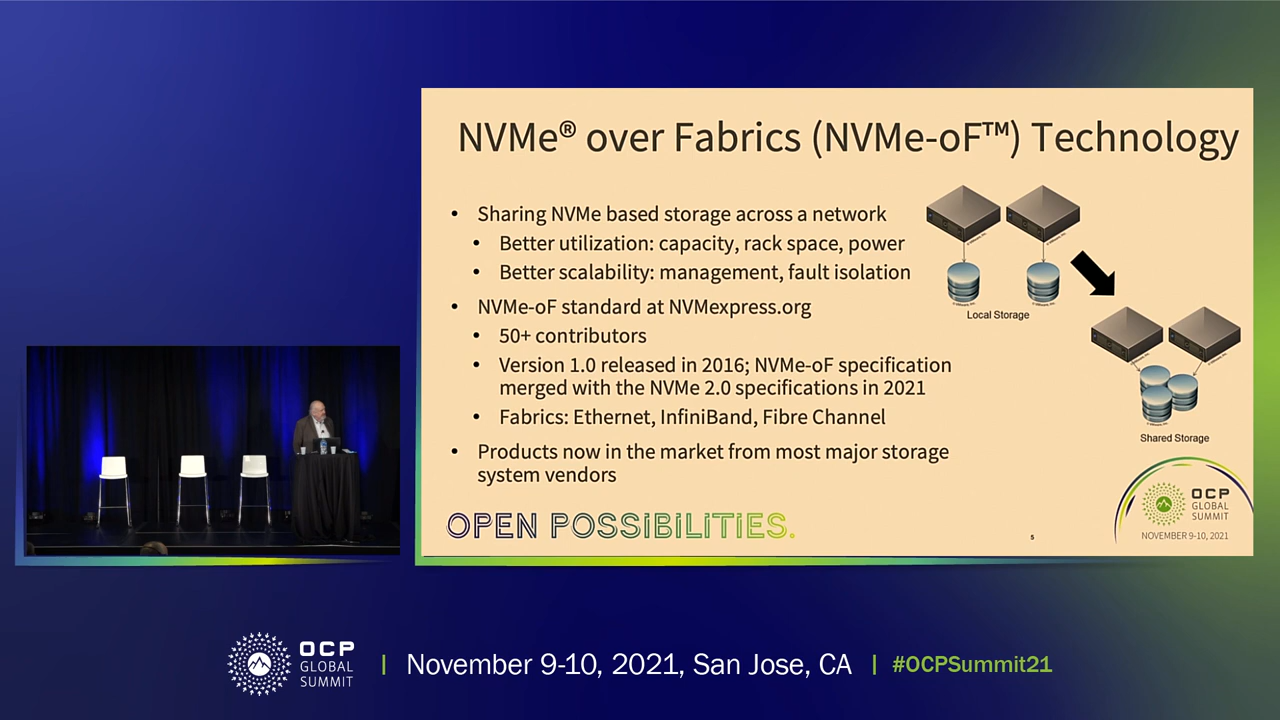 NVMe® over Fabrics (NVMe-oF™) Technology
• Sharing NVMe based storage across a network
• Better utilization: capacity, rack space, power
• Better scalability: management, fault isolation
• NVMe-oF standard at NVMexpress.org
• 50+ contributors
• Version 1.0 released in 2016; NVMe-oF specification
merged with the NVMe 2.0 specifications in 2021
• Fabrics: Ethernet, InfiniBand, Fibre Channel
• Products now in the market from most major storage
system vendors
Local Storage
Shared Storage
OPEN POSSIBILITIES.
5
OCP
GLOBAL
SUMMIT
NOVEMBER 9-10, 2021
OCP
GLOBAL
SUMMIT
November 9-10, 2021, San Jose, CA
#OCPSummit21